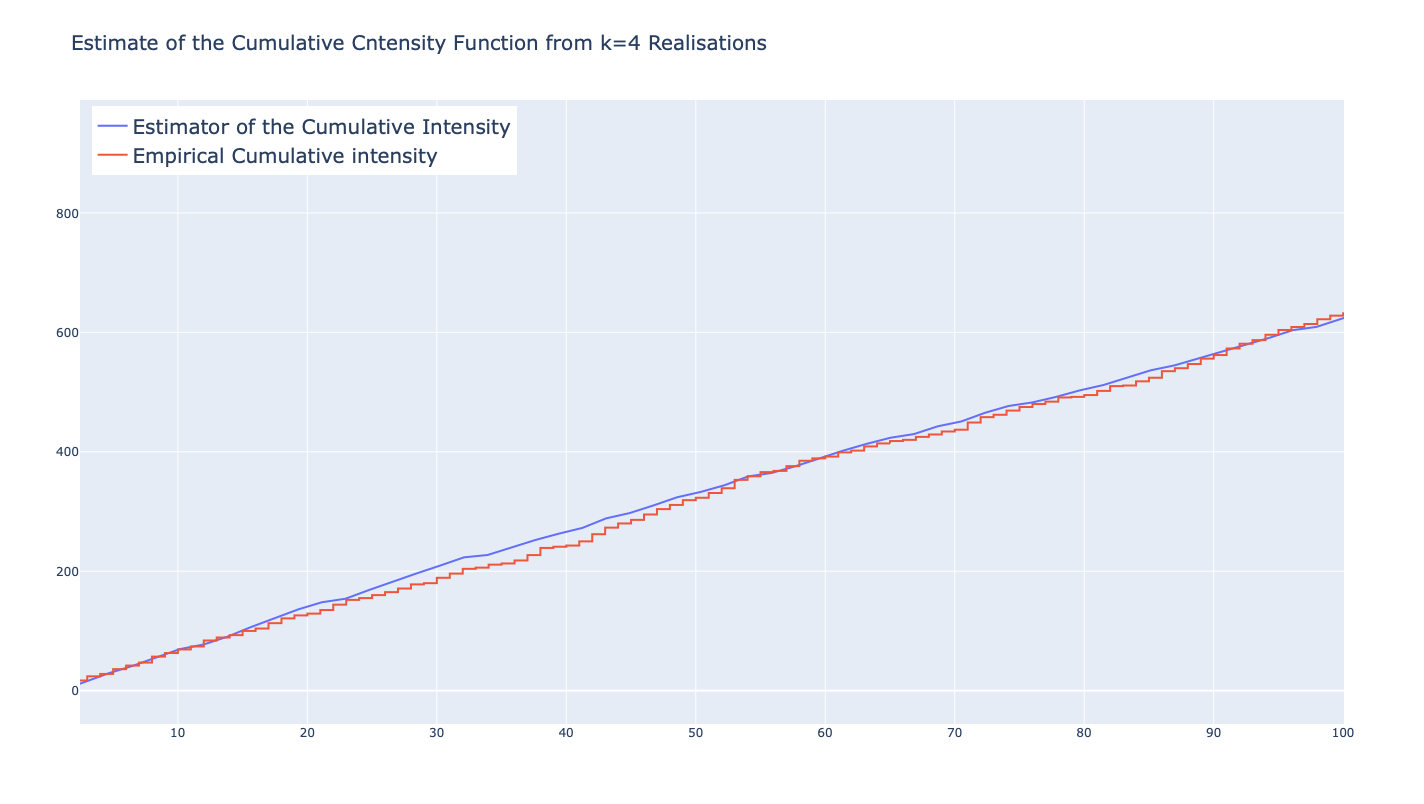 Estimate of the Cumulative Cntensity Function from k=4 Realisations
Estimator of the Cumulative Intensity
Empirical Cumulative intensity
800
600
400
200
0
10 20 30 40 50 60 70 80 90 100